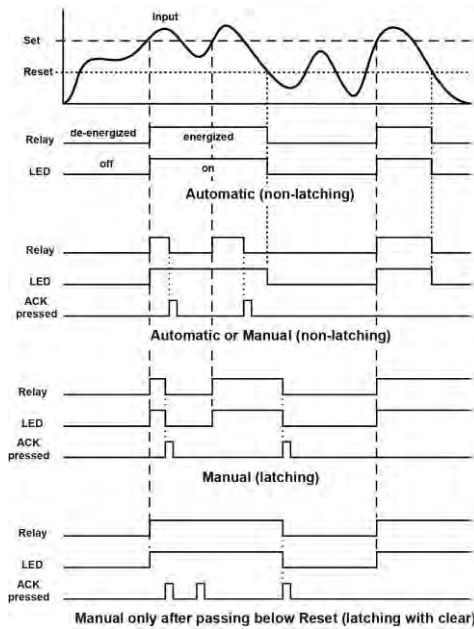 Input
Set
Reset
de-energized energized
Relay
off on
LED
Automatic (non-latching)
Relay
LED
ACK
pressed
Automatic or Manual (non-latching)
Relay
LED
ACK
pressed
Manual (latching)
Relay
LED
ACK
pressed
Manual only after passing below Reset (latching with clear)